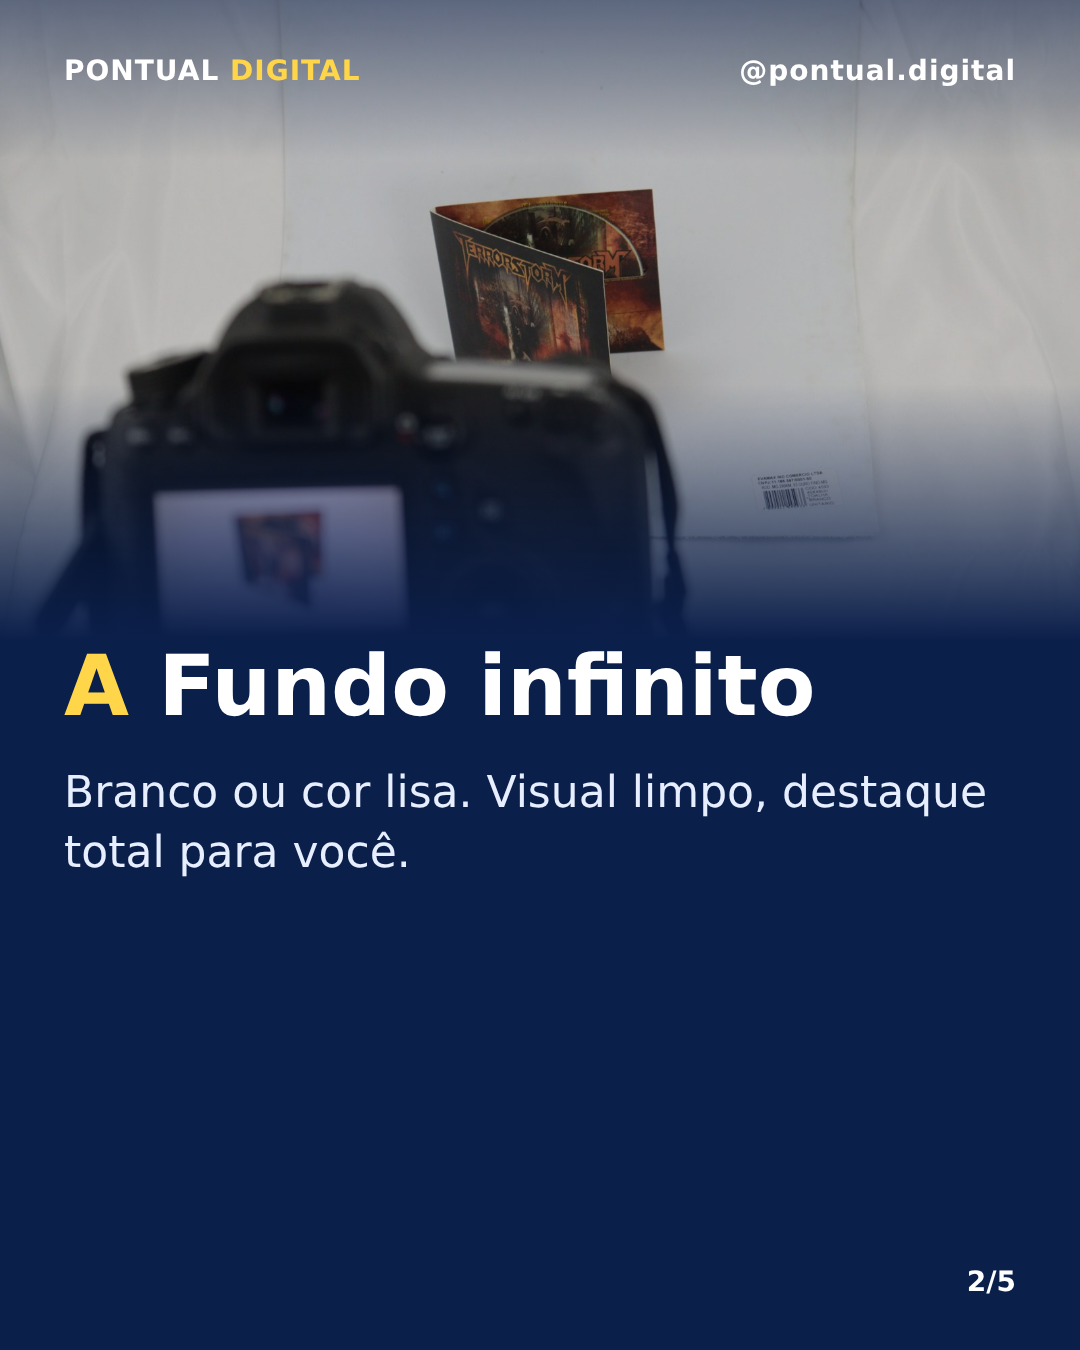 PONTUAL DIGITAL
@pontual.digital
TERRORSTORM
A Fundo infinito
Branco ou cor lisa. Visual limpo, destaque
total para você.
2/5